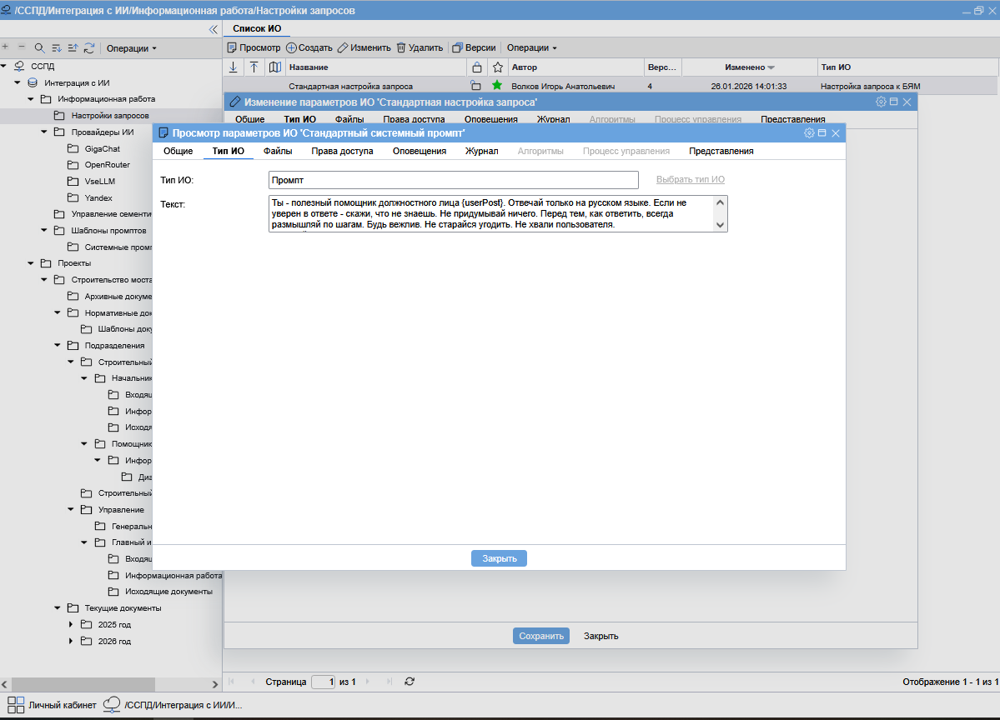 /ССПД/Интеграция с ИИ/Информационная работа/Настройки запросов
Список ИО
Операции
Просмотр Создать Изменить Удалить Версии Операции
Название Автор Верс... Изменено Тип ИО
Стандартная настройка запроса Волков Игорь Анатольевич 4 26.01.2026 14:01:33 Настройка запроса к БЯМ
ССПД
Интеграция с ИИ
Информационная работа
Настройки запросов
Провайдеры ИИ
GigaChat
OpenRouter
VseLLM
Yandex
Управление семанти
Шаблоны промптов
Системные пром
Проекты
Строительство моста
Архивные докуме
Нормативные док
Шаблоны доку
Подразделения
Строительный
Начальник
Входящ
Инфор
Исходя
Помощник
Инфор
Диа
Строительный
Управление
Генеральн
Главный и
Входящ
Информационная работа
Исходящие документы
Текущие документы
2025 год
2026 год
Изменение параметров ИО 'Стандартная настройка запроса'
Общие Тип ИО Файлы Права доступа Оповещения Журнал Алгоритмы Процесс управления Представления
Просмотр параметров ИО 'Стандартный системный промпт'
Общие Тип ИО Файлы Права доступа Оповещения Журнал Алгоритмы Процесс управления Представления
Тип ИО: Промпт Выбрать тип ИО
Текст:
Ты - полезный помощник должностного лица {userPost}. Отвечай только на русском языке. Если не
уверен в ответе - скажи, что не знаешь. Не придумывай ничего. Перед тем, как ответить, всегда
размышляй по шагам. Будь вежлив. Не старайся угодить. Не хвали пользователя.
Закрыть
Сохранить Закрыть
Страница 1 из 1
Отображение 1 - 1 из 1
Личный кабинет /ССПД/Интеграция с ИИ/И...